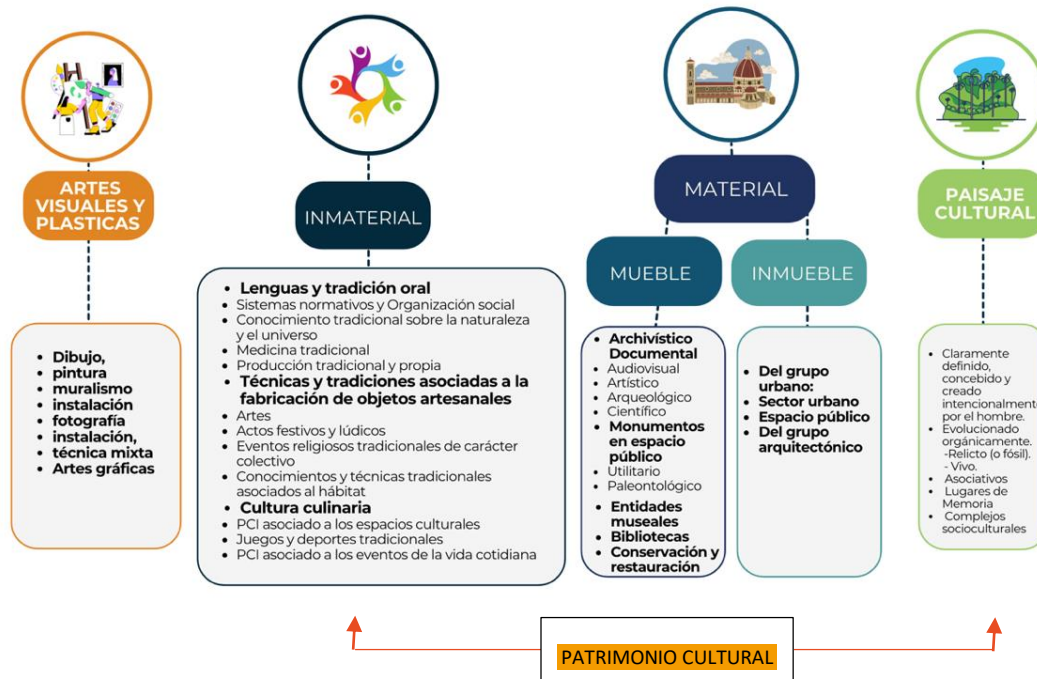 ARTES
VISUALES Y
PLASTICAS
• Dibujo,
• pintura
• muralismo
• instalación
• fotografía
• instalación,
• técnica mixta
• Artes gráficas
INMATERIAL
• Lenguas y tradición oral
• Sistemas normativos y Organización social
• Conocimiento tradicional sobre la naturaleza
y el universo
• Medicina tradicional
• Producción tradicional y propia
• Técnicas y tradiciones asociadas a la
fabricación de objetos artesanales
• Artes
• Actos festivos y lúdicos
• Eventos religiosos tradicionales de carácter
colectivo
• Conocimientos y técnicas tradicionales
asociados al hábitat
• Cultura culinaria
• PCI asociado a los espacios culturales
• Juegos y deportes tradicionales
• PCI asociado a los eventos de la vida cotidiana
MATERIAL
MUEBLE
• Archivístico
Documental
• Audiovisual
• Artístico
• Arqueológico
• Científico
• Monumentos
en espacio
público
• Utilitario
• Paleontológico
• Entidades
museales
• Bibliotecas
• Conservación y
restauración
INMUEBLE
• Del grupo
urbano:
• Sector urbano
• Espacio público
• Del grupo
arquitectónico
PAISAJE
CULTURAL
• Claramente
definido,
concebido y
creado
intencionalmente
por el hombre.
• Evolucionado
orgánicamente.
-Relicto (o fósil).
- Vivo.
• Asociativos
• Lugares de
Memoria
• Complejos
socioculturales
PATRIMONIO CULTURAL